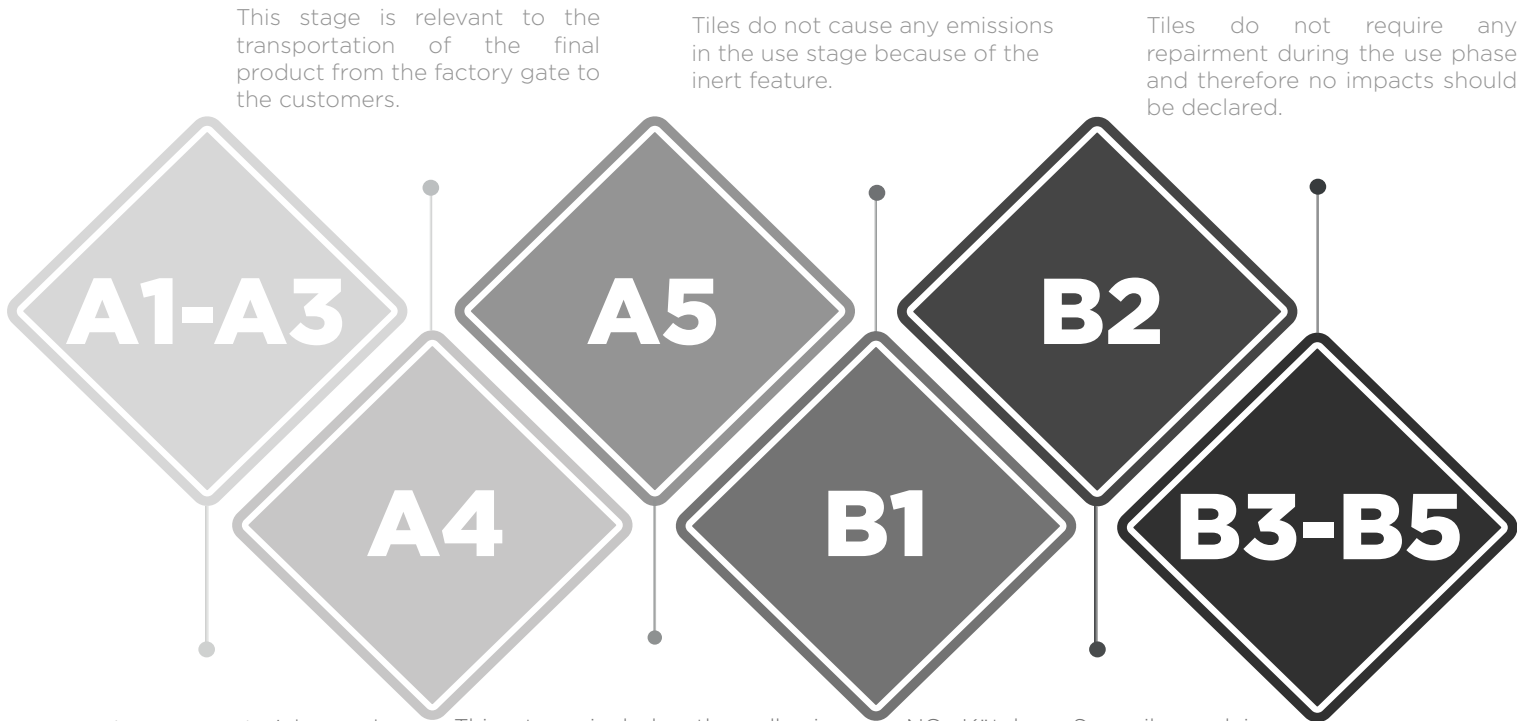 This stage is relevant to the
transportation of the final
product from the factory gate to
the customers.
Tiles do not cause any emissions
in the use stage because of the
inert feature.
Tiles do not require any
repairment during the use phase
and therefore no impacts should
be declared.
A1-A3
A5
B2
A4
B1
B3-B5